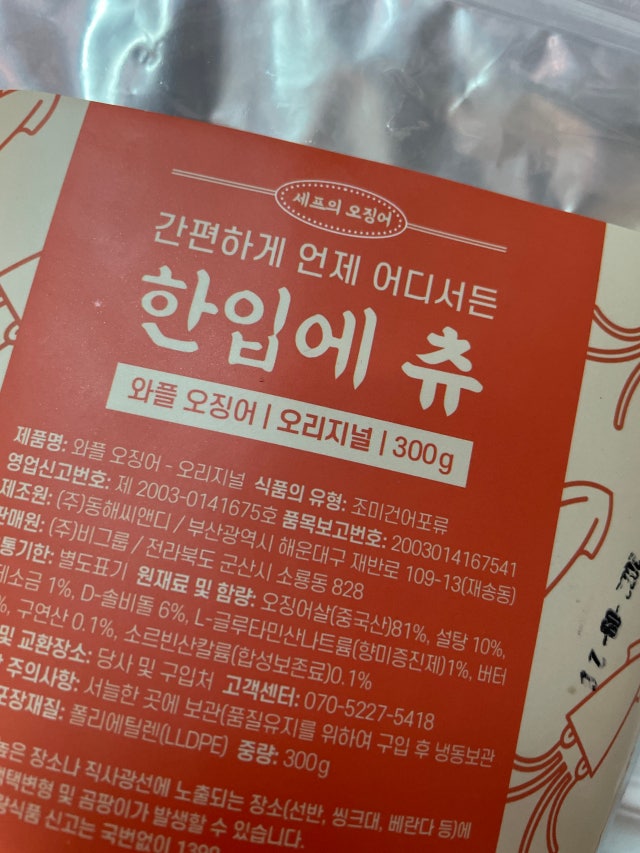 셰프의 오징어
간편하게 언제 어디서든
한입에 츄
와플 오징어 | 오리지널 | 300g
제품명: 와플 오징어 - 오리지널 식품의 유형: 조미건어포류
영업신고번호: 제 2003-0141675호 품목보고번호: 2003014167541
제조원: (주)동해씨앤디 / 부산광역시 해운대구 재반로 109-13(재송동)
판매원: (주)비그룹 / 전라북도 군산시 소룡동 828
통기한: 별도표기 원재료 및 함량: 오징어살(중국산)81%, 설탕 10%,
제소금 1%, D-솔비톨 6%, L-글루타민산나트륨(향미증진제)1%, 버터
%, 구연산 0.1%, 소르빈산칼륨(합성보존료)0.1%
및 교환장소: 당사 및 구입처 고객센터: 070-5227-5418
주의사항: 서늘한 곳에 보관(품질유지를 위하여 구입 후 냉동보관
포장재질: 폴리에틸렌(LLDPE) 중량: 300g
높은 장소나 직사광선에 노출되는 장소(선반, 씽크대, 베란다 등)에
택변형 및 곰팡이가 발생할 수 있습니다.
량식품 신고는 국번없이 1399